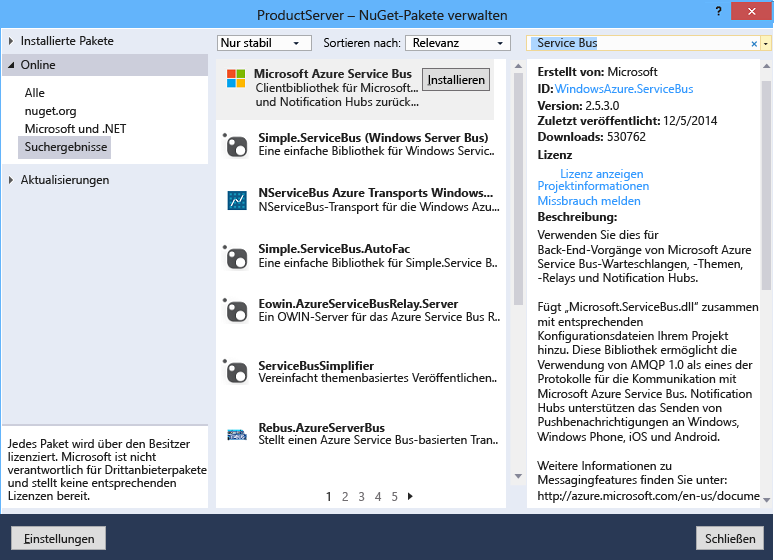 ProductServer – NuGet-Pakete verwalten
?
Installierte Pakete
Online
Alle
nuget.org
Microsoft und .NET
Suchergebnisse
Aktualisierungen
Jedes Paket wird über den Besitzer
lizenziert. Microsoft ist nicht
verantwortlich für Drittanbieterpakete
und stellt keine entsprechenden
Lizenzen bereit.
Nur stabil
Sortieren nach:
Relevanz
Service Bus
Microsoft Azure Service Bus
Clientbibliothek für Microsoft...
und Notification Hubs zurück...
Installieren
Simple.ServiceBus (Windows Server Bus)
Eine einfache Bibliothek für Windows Servic..
NServiceBus Azure Transports Windows...
NServiceBus-Transport für die Windows Azu...
Simple.ServiceBus.AutoFac
Eine einfache Bibliothek für Simple.Service B..
Eowin.AzureServiceBusRelay.Server
Ein OWIN-Server für das Azure Service Bus R..
ServiceBusSimplifier
Vereinfacht themenbasiertes Veröffentlichen..
Rebus.AzureServerBus
Stellt einen Azure Service Bus-basierten Tran..
1 2 3 4 5
Erstellt von: Microsoft
ID: WindowsAzure.ServiceBus
Version: 2.5.3.0
Zuletzt veröffentlicht: 12/5/2014
Downloads: 530762
Lizenz
Lizenz anzeigen
Projektinformationen
Missbrauch melden
Beschreibung:
Verwenden Sie dies für
Back-End-Vorgänge von Microsoft Azure
Service Bus-Warteschlangen, -Themen,
-Relays und Notification Hubs.
Fügt „Microsoft.ServiceBus.dll“ zusammen
mit entsprechenden
Konfigurationsdateien Ihrem Projekt
hinzu. Diese Bibliothek ermöglicht die
Verwendung von AMQP 1.0 als eines der
Protokolle für die Kommunikation mit
Microsoft Azure Service Bus. Notification
Hubs unterstützen das Senden von
Pushbenachrichtigungen an Windows,
Windows Phone, iOS und Android.
Weitere Informationen zu
Messagingfeatures finden Sie unter:
http://azure.microsoft.com/en-us/docume
Einstellungen
Schließen